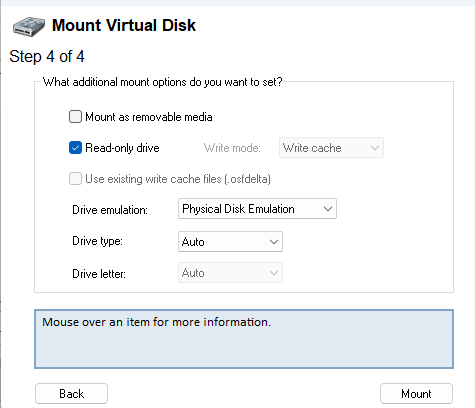 Mount Virtual Disk
Step 4 of 4
What additional mount options do you want to set?
Mount as removable media
Read-only drive Write mode: Write cache
Use existing write cache files (.osfdelta)
Drive emulation: Physical Disk Emulation
Drive type: Auto
Drive letter: Auto
Mouse over an item for more information.
Back Mount